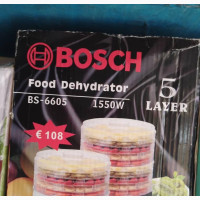 BOSCH
Food Dehydrator
BS-6605 1550W
5
LAYER
€ 108